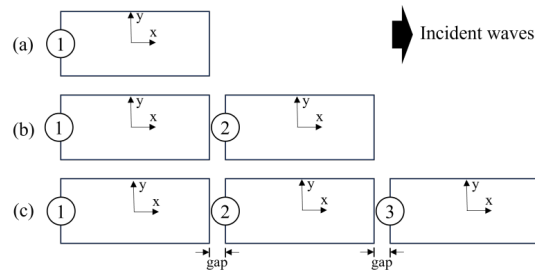 (a) 1 y x Incident waves
(b) 1 y x 2 y x
(c) 1 y x 2 y x 3 y x
gap gap